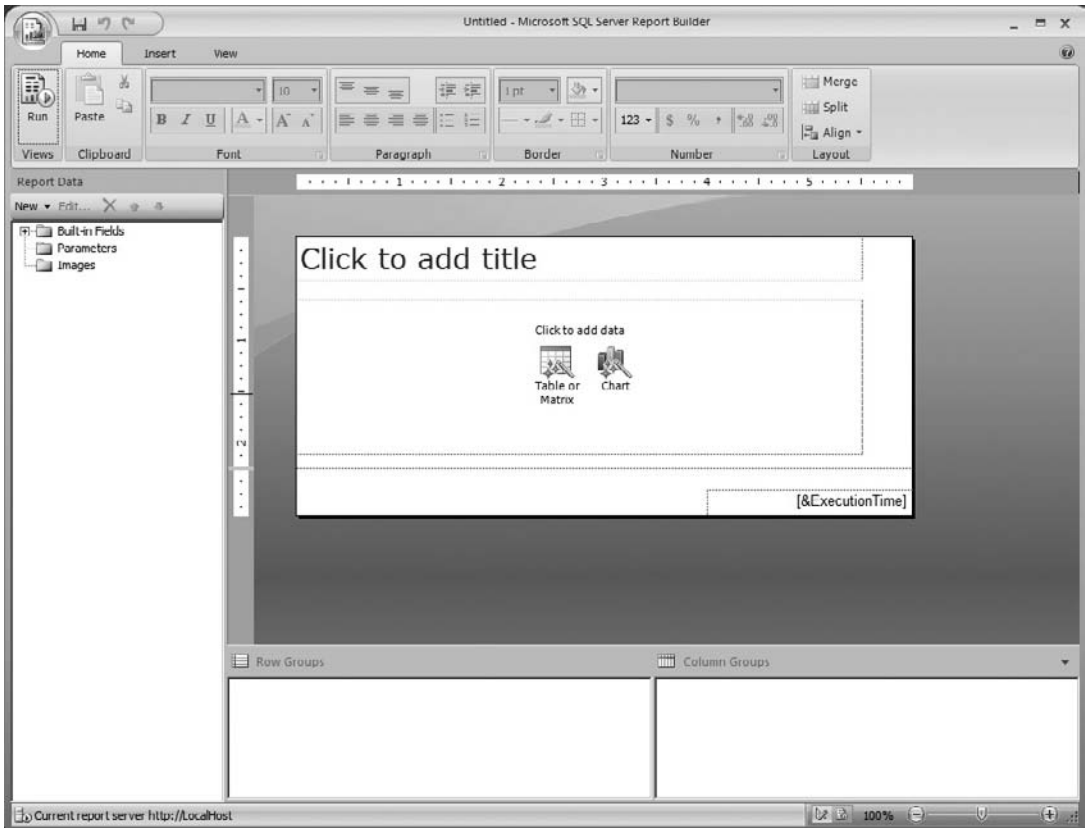 Untitled - Microsoft SQL Server Report Builder
Home Insert View
Run
Paste
10
B I U A A A
1 pt
123 $ % ,
Merge
Split
Align
Views Clipboard Font Paragraph Border Number Layout
Report Data
New Edit...
Built-in Fields
Parameters
Images
1 2 3 4 5
1
2
Click to add title
Click to add data
Table or Matrix
Chart
[&ExecutionTime]
Row Groups
Column Groups
Current report server http://LocalHost
100%